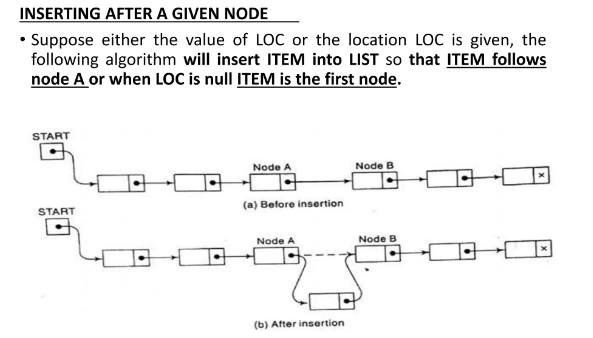 INSERTING AFTER A GIVEN NODE
• Suppose either the value of LOC or the location LOC is given, the
following algorithm will insert ITEM into LIST so that ITEM follows
node A or when LOC is null ITEM is the first node.
START
Node A Node B
×
(a) Before insertion
START
Node A Node B
×
(b) After insertion